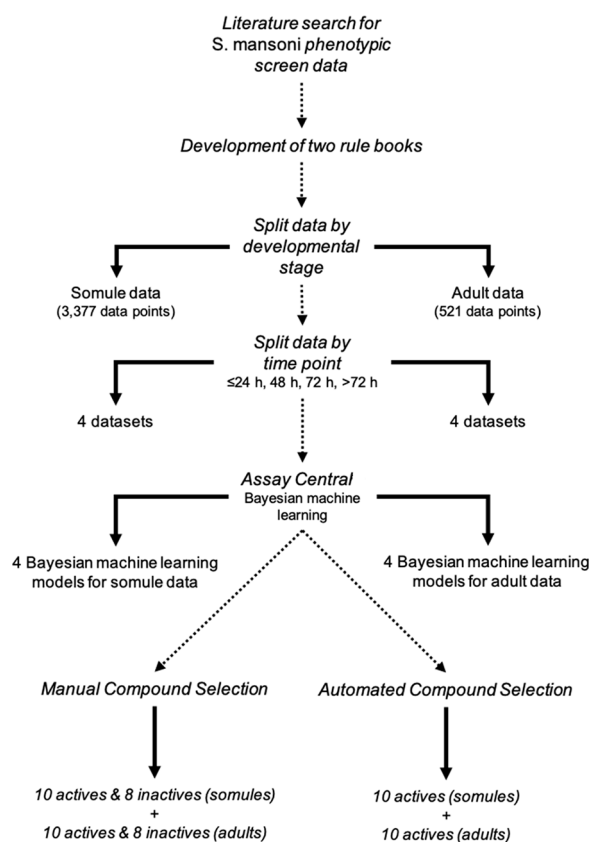 Literature search for
S. mansoni phenotypic
screen data
Development of two rule books
Split data by
developmental
stage
Somule data
(3,377 data points)
Adult data
(521 data points)
Split data by
time point
≤24 h, 48 h, 72 h, >72 h
4 datasets
4 datasets
Assay Central
Bayesian machine
learning
4 Bayesian machine learning
models for somule data
4 Bayesian machine learning
models for adult data
Manual Compound Selection
Automated Compound Selection
10 actives & 8 inactives (somules)
+
10 actives & 8 inactives (adults)
10 actives (somules)
+
10 actives (adults)